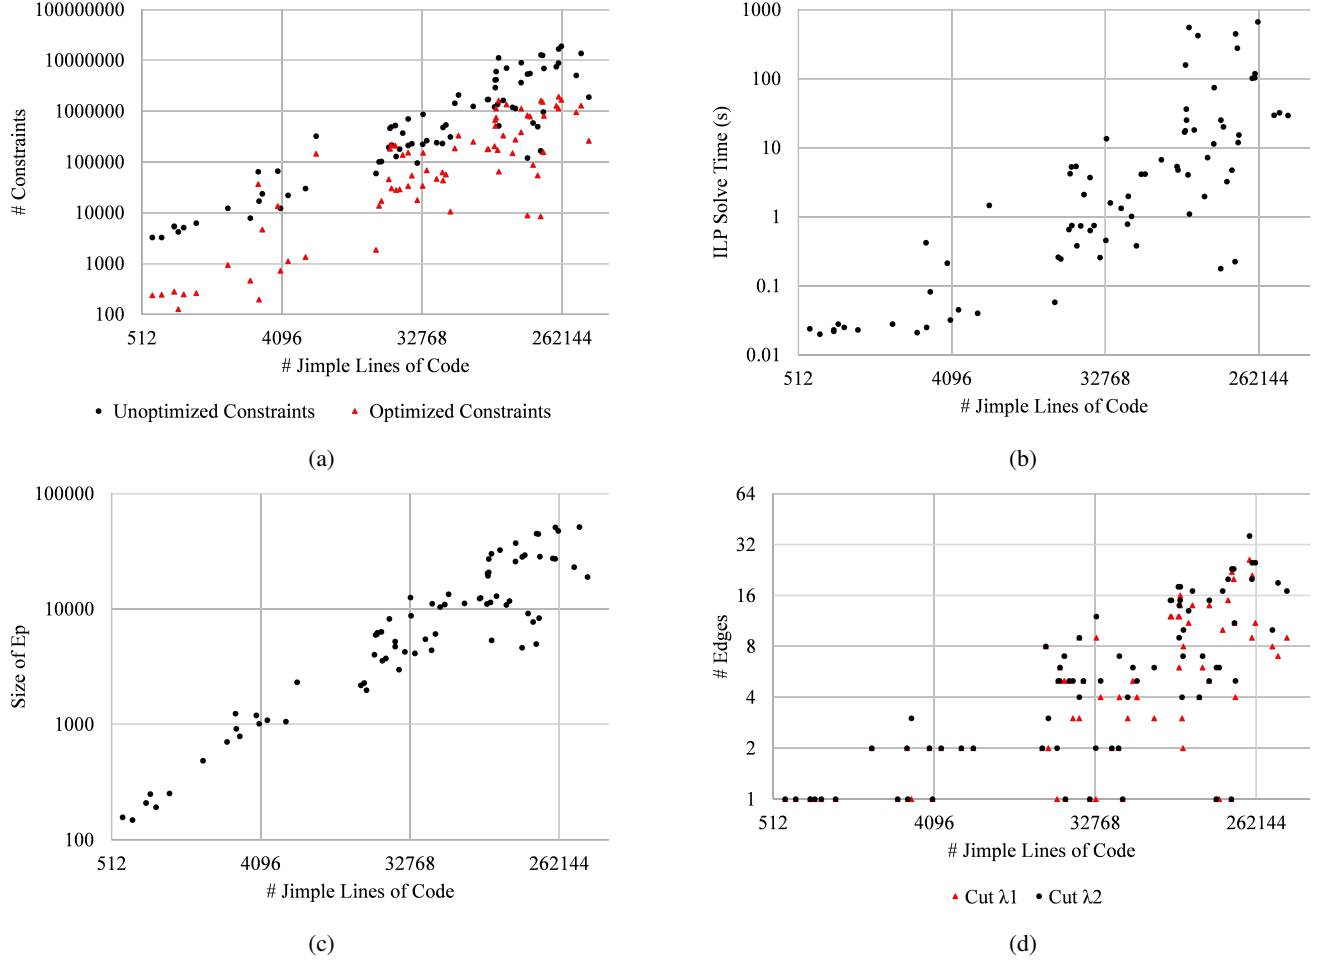 100000000
10000000
1000000
100000
10000
1000
100
# Constraints
512
4096
32768
262144
# Jimple Lines of Code
Unoptimized Constraints
Optimized Constraints
(a)
1000
100
10
1
0.1
0.01
ILP Solve Time (s)
512
4096
32768
262144
# Jimple Lines of Code
(b)
100000
10000
1000
100
Size of Ep
512
4096
32768
262144
# Jimple Lines of Code
(c)
64
32
16
8
4
2
1
# Edges
512
4096
32768
262144
# Jimple Lines of Code
Cut λ1
Cut λ2
(d)